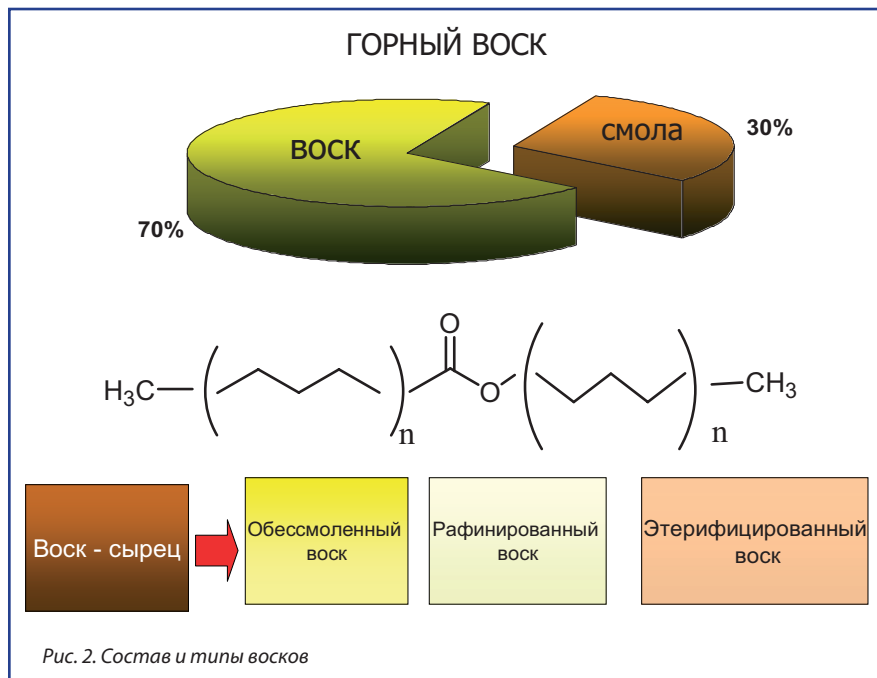 ГОРНЫЙ ВОСК
ВОСК
смола
30%
70%
O
H3C
n
O
n
CH3
Воск - сырец
Обессмоленный
воск
Рафинированный
воск
Этерифицированный
воск
Рис. 2. Состав и типы восков